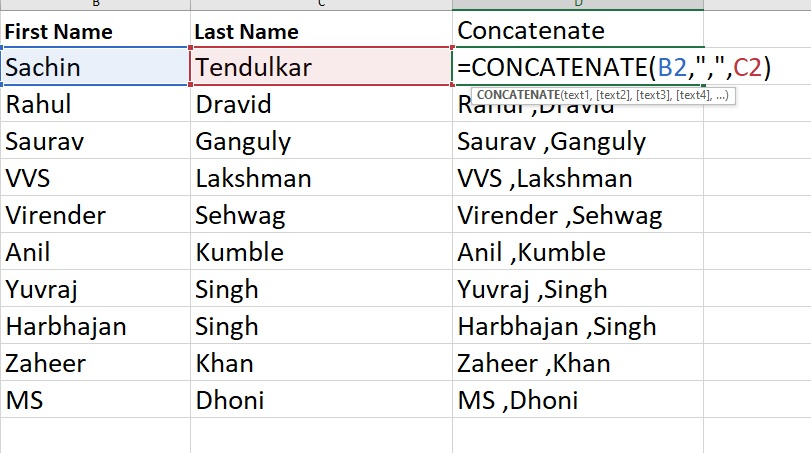 B C D
First Name Last Name Concatenate
Sachin Tendulkar =CONCATENATE(B2,",",C2)
CONCATENATE(text1, [text2], [text3], [text4], ...)
Rahul Dravid Rahul ,Dravid
Saurav Ganguly Saurav ,Ganguly
VVS Lakshman VVS ,Lakshman
Virender Sehwag Virender ,Sehwag
Anil Kumble Anil ,Kumble
Yuvraj Singh Yuvraj ,Singh
Harbhajan Singh Harbhajan ,Singh
Zaheer Khan Zaheer ,Khan
MS Dhoni MS ,Dhoni